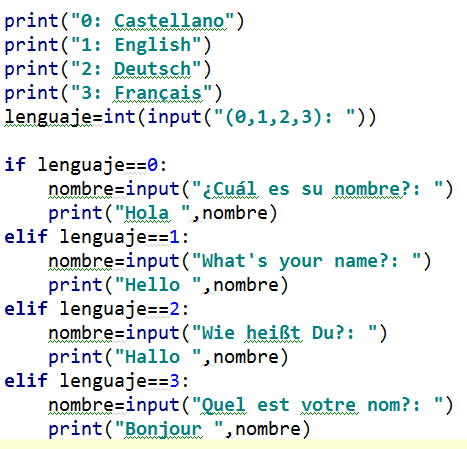 print("0: Castellano")
print("1: English")
print("2: Deutsch")
print("3: Français")
lenguaje=int(input("(0,1,2,3): "))

if lenguaje==0:
    nombre=input("¿Cuál es su nombre?: ")
    print("Hola ",nombre)
elif lenguaje==1:
    nombre=input("What's your name?: ")
    print("Hello ",nombre)
elif lenguaje==2:
    nombre=input("Wie heißt Du?: ")
    print("Hallo ",nombre)
elif lenguaje==3:
    nombre=input("Quel est votre nom?: ")
    print("Bonjour ",nombre)